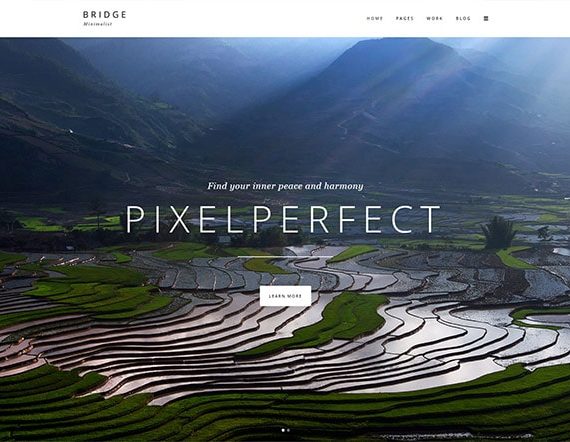 BRIDGE
Minimalist
HOME PAGES WORK BLOG
Find your inner peace and harmony
PIXELPERFECT
LEARN MORE